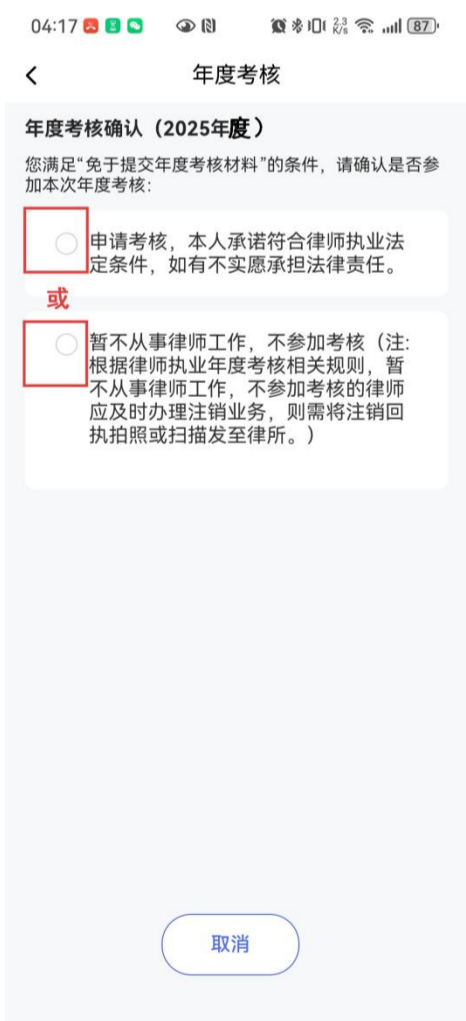 04:17 2.3 K/s 87
年度考核
年度考核确认（2025年度）
您满足“免于提交年度考核材料”的条件，请确认是否参
加本次年度考核：
申请考核，本人承诺符合律师执业法
定条件，如有不实愿承担法律责任。
或
暂不从事律师工作，不参加考核（注：
根据律师执业年度考核相关规则，暂
不从事律师工作，不参加考核的律师
应及时办理注销业务，则需将注销回
执拍照或扫描发至律所。）
取消